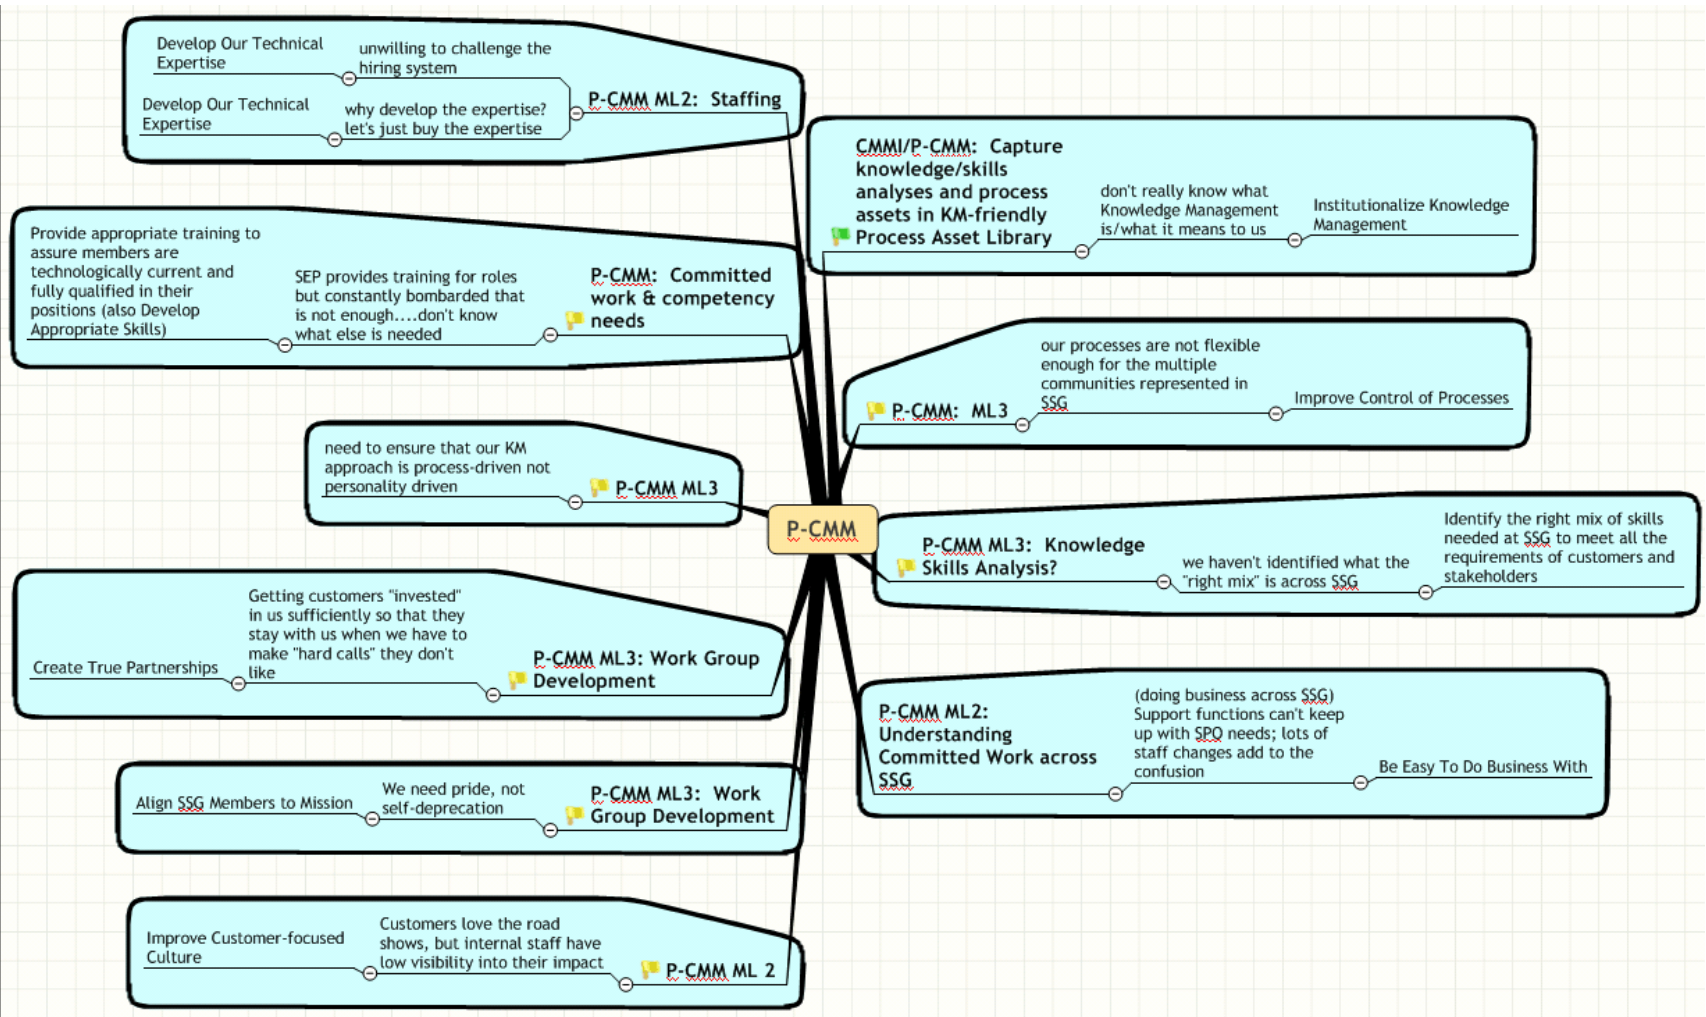 Develop Our Technical
Expertise
unwilling to challenge the
hiring system
Develop Our Technical
Expertise
why develop the expertise?
let's just buy the expertise
P-CMM ML2:  Staffing
Provide appropriate training to
assure members are
technologically current and
fully qualified in their
positions (also Develop
Appropriate Skills)
SEP provides training for roles
but constantly bombarded that
is not enough....don't know
what else is needed
P-CMM:  Committed
work & competency
needs
need to ensure that our KM
approach is process-driven not
personality driven
P-CMM ML3
Create True Partnerships
Getting customers "invested"
in us sufficiently so that they
stay with us when we have to
make "hard calls" they don't
like
P-CMM ML3: Work Group
Development
Align SSG Members to Mission
We need pride, not
self-deprecation
P-CMM ML3:  Work
Group Development
Improve Customer-focused
Culture
Customers love the road
shows, but internal staff have
low visibility into their impact
P-CMM ML 2
P-CMM
CMMI/P-CMM:  Capture
knowledge/skills
analyses and process
assets in KM-friendly
Process Asset Library
don't really know what
Knowledge Management
is/what it means to us
Institutionalize Knowledge
Management
P-CMM:  ML3
our processes are not flexible
enough for the multiple
communities represented in
SSG
Improve Control of Processes
P-CMM ML3:  Knowledge
Skills Analysis?
we haven't identified what the
"right mix" is across SSG
Identify the right mix of skills
needed at SSG to meet all the
requirements of customers and
stakeholders
P-CMM ML2:
Understanding
Committed Work across
SSG
(doing business across SSG)
Support functions can't keep
up with SPO needs; lots of
staff changes add to the
confusion
Be Easy To Do Business With